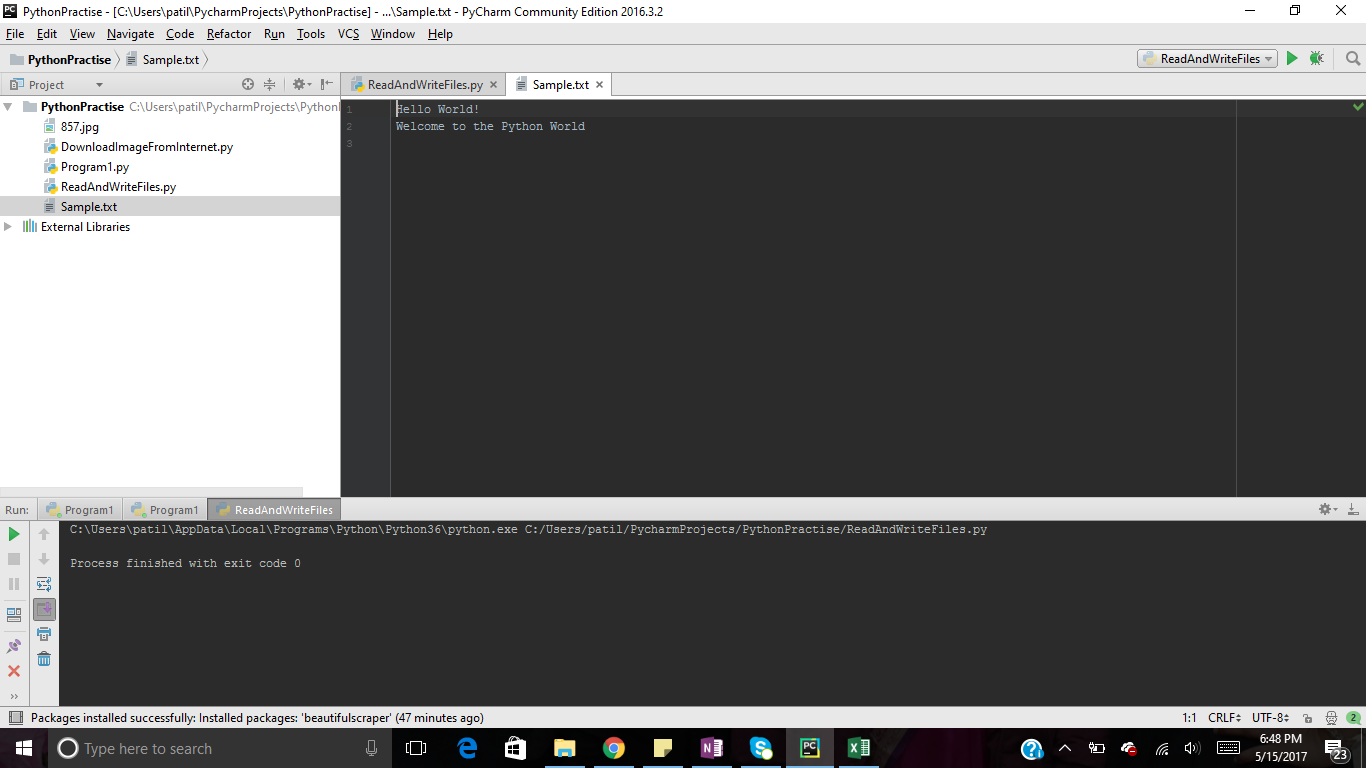 PythonPractise - [C:\Users\patil\PycharmProjects\PythonPractise] - ...\Sample.txt - PyCharm Community Edition 2016.3.2
File Edit View Navigate Code Refactor Run Tools VCS Window Help
PythonPractise Sample.txt ReadAndWriteFiles
Project ReadAndWriteFiles.py Sample.txt
PythonPractise C:\Users\patil\PycharmProjects\Python
857.jpg
DownloadImageFromInternet.py
Program1.py
ReadAndWriteFiles.py
Sample.txt
External Libraries
1 Hello World!
2 Welcome to the Python World
3
Run: Program1 Program1 ReadAndWriteFiles
C:\Users\patil\AppData\Local\Programs\Python\Python36\python.exe C:/Users/patil/PycharmProjects/PythonPractise/ReadAndWriteFiles.py
Process finished with exit code 0
Packages installed successfully: Installed packages: 'beautifulscraper' (47 minutes ago) 1:1 CRLF UTF-8 2
Type here to search
6:48 PM
5/15/2017
23